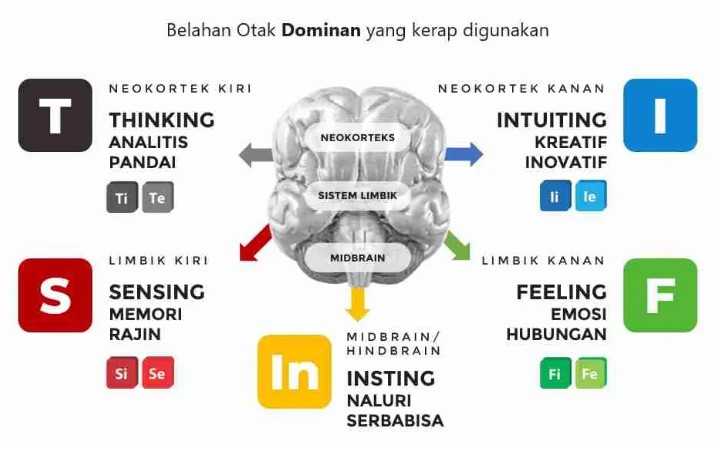 Belahan Otak Dominan yang kerap digunakan
T
NEOKORTEK KIRI
THINKING
ANALITIS
PANDAI
Ti Te
NEOKORTEKS
SISTEM LIMBIK
MIDBRAIN
NEOKORTEK KANAN
INTUITING
KREATIF
INOVATIF
Ii Ie
I
S
LIMBIK KIRI
SENSING
MEMORI
RAJIN
Si Se
In
MIDBRAIN/
HINDBRAIN
INSTING
NALURI
SERBABISA
LIMBIK KANAN
FEELING
EMOSI
HUBUNGAN
Fi Fe
F